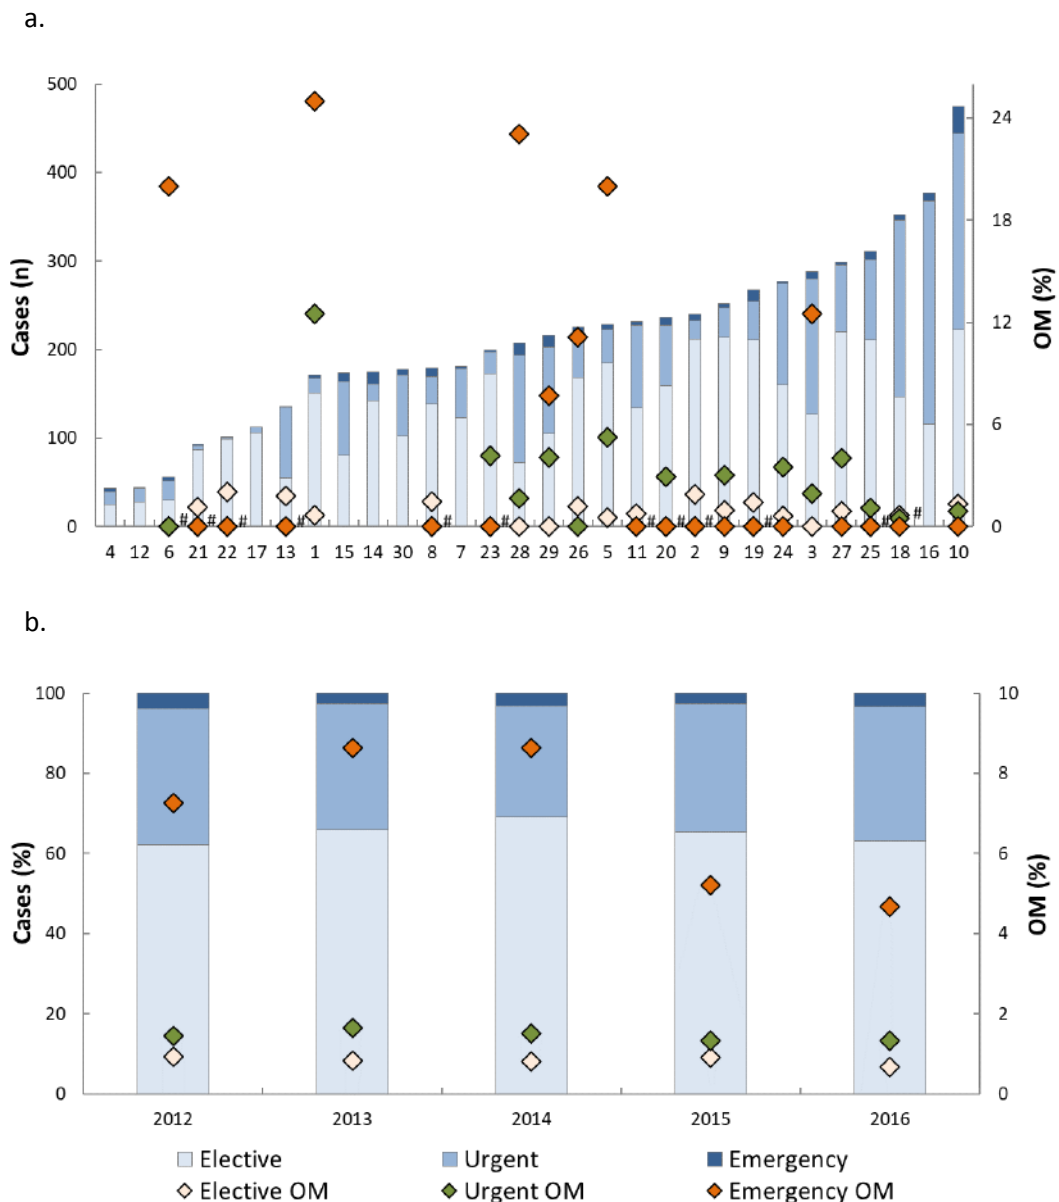 a.
500
400
300
200
100
0
Cases (n)
24
18
12
6
0
OM (%)
# # # # # # # # # # # #
4 12 6 21 22 17 13 1 15 14 30 8 7 23 28 29 26 5 11 20 2 9 19 24 3 27 25 18 16 10
b.
100
80
60
40
20
0
Cases (%)
10
8
6
4
2
0
OM (%)
2012 2013 2014 2015 2016
Elective Urgent Emergency
Elective OM Urgent OM Emergency OM